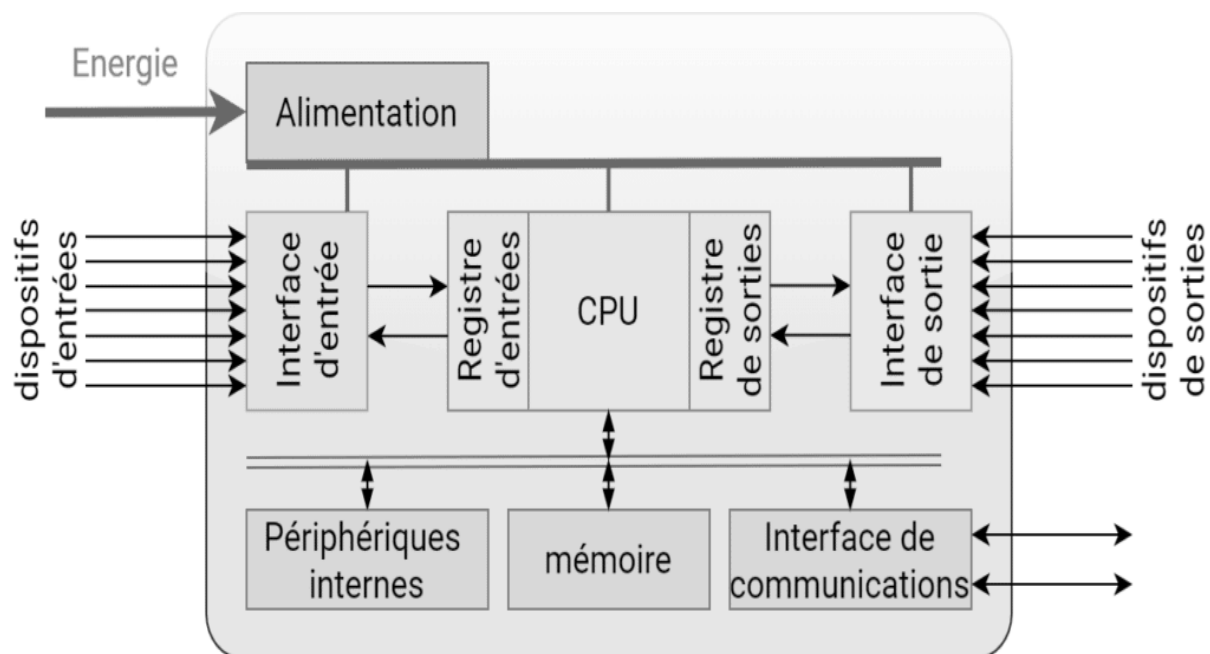 Energie
Alimentation
dispositifs
d'entrées
Interface
d'entrée
Registre
d'entrées
CPU
Registre
de sorties
Interface
de sortie
dispositifs
de sorties
Périphériques
internes
mémoire
Interface de
communications